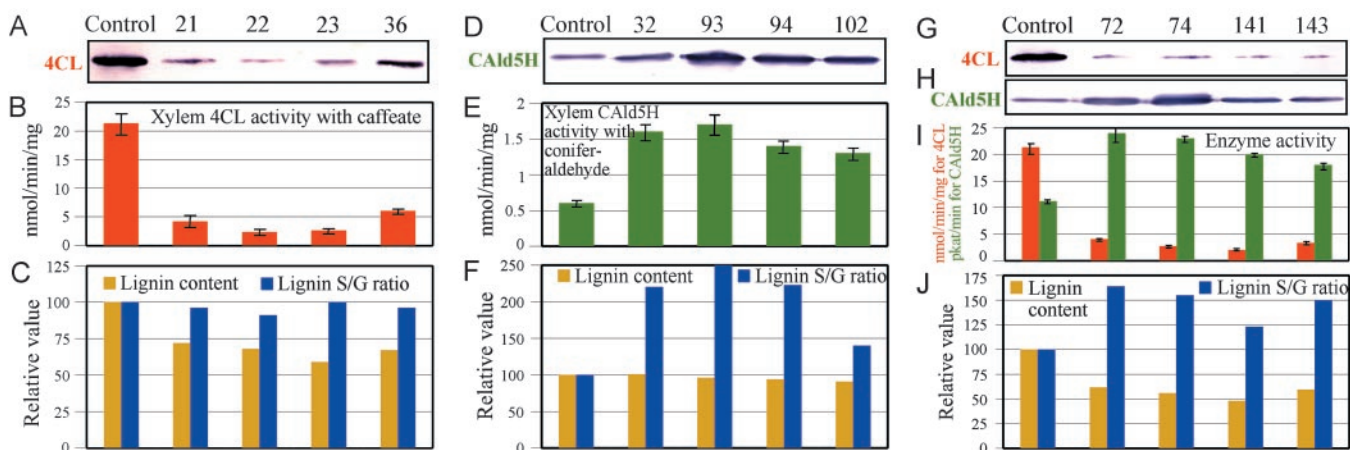 A Control 21 22 23 36
4CL
B Xylem 4CL activity with caffeate
nmol/min/mg
25
20
15
10
5
0
C Lignin content Lignin S/G ratio
Relative value
125
100
75
50
25
0
D Control 32 93 94 102
CAld5H
E Xylem CAld5H
activity with
conifer-
aldehyde
nmol/min/mg
2
1.5
1
0.5
0
F Lignin content Lignin S/G ratio
Relative value
250
200
150
100
50
0
G Control 72 74 141 143
4CL
H CAld5H
I Enzyme activity
nmol/min/mg for 4CL
pkat/min for CAld5H
25
20
15
10
5
0
J Lignin
content
Lignin S/G ratio
Relative value
175
150
125
100
75
50
25
0